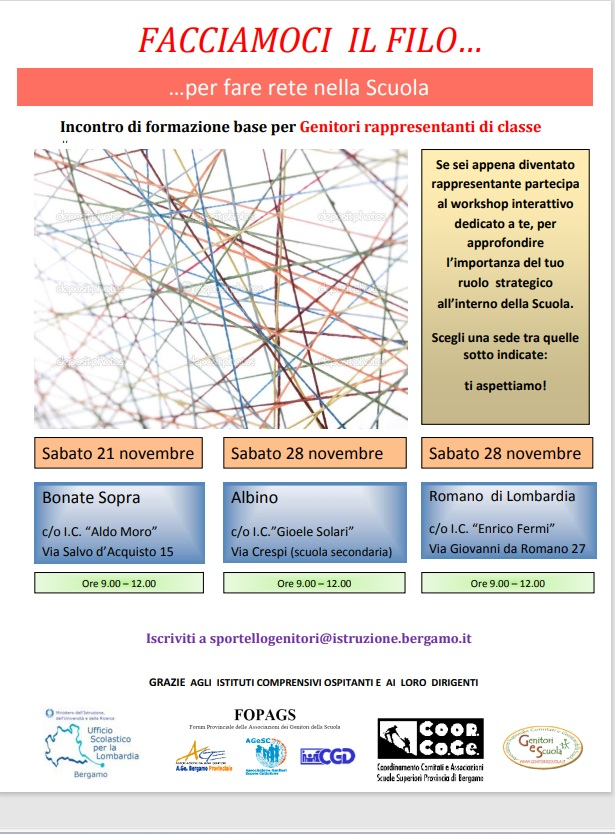 FACCIAMOCI IL FILO…
…per fare rete nella Scuola
Incontro di formazione base per Genitori rappresentanti di classe
"
depositphotos
Se sei appena diventato
rappresentante partecipa
al workshop interattivo
dedicato a te, per
approfondire
l'importanza del tuo
ruolo strategico
all'interno della Scuola.
Scegli una sede tra quelle
sotto indicate:
ti aspettiamo!
Sabato 21 novembre
Bonate Sopra
c/o I.C. "Aldo Moro"
Via Salvo d'Acquisto 15
Ore 9.00 – 12.00
Sabato 28 novembre
Albino
c/o I.C."Gioele Solari"
Via Crespi (scuola secondaria)
Ore 9.00 – 12.00
Sabato 28 novembre
Romano di Lombardia
c/o I.C. "Enrico Fermi"
Via Giovanni da Romano 27
Ore 9.00 – 12.00
Iscriviti a sportellogenitori@istruzione.bergamo.it
GRAZIE AGLI ISTITUTI COMPRENSIVI OSPITANTI E AI LORO DIRIGENTI
Ministero dell'Istruzione,
dell'Università e della Ricerca
Ufficio
Scolastico
per la
Lombardia
Bergamo
FOPAGS
Forum Provinciale delle Associazioni dei Genitori della Scuola
A.Ge. Bergamo Provinciale
AGeSC
Associazione Genitori
Scuole Cattoliche
CGD
COOR.
COGE.
Coordinamento Comitati e Associazioni
Scuole Superiori Provincia di Bergamo
Genitori
e Scuola